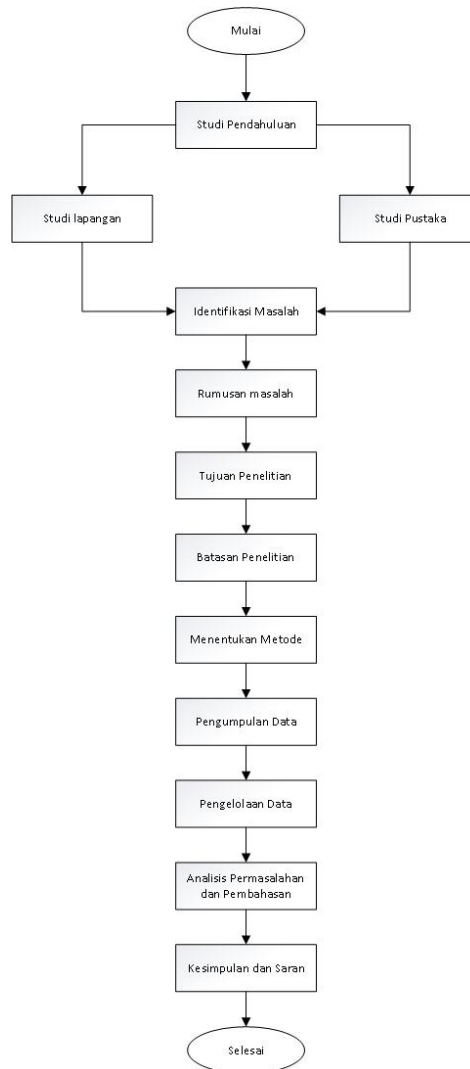 Mulai
Studi Pendahuluan
Studi lapangan
Studi Pustaka
Identifikasi Masalah
Rumusan masalah
Tujuan Penelitian
Batasan Penelitian
Menentukan Metode
Pengumpulan Data
Pengelolaan Data
Analisis Permasalahan
dan Pembahasan
Kesimpulan dan Saran
Selesai